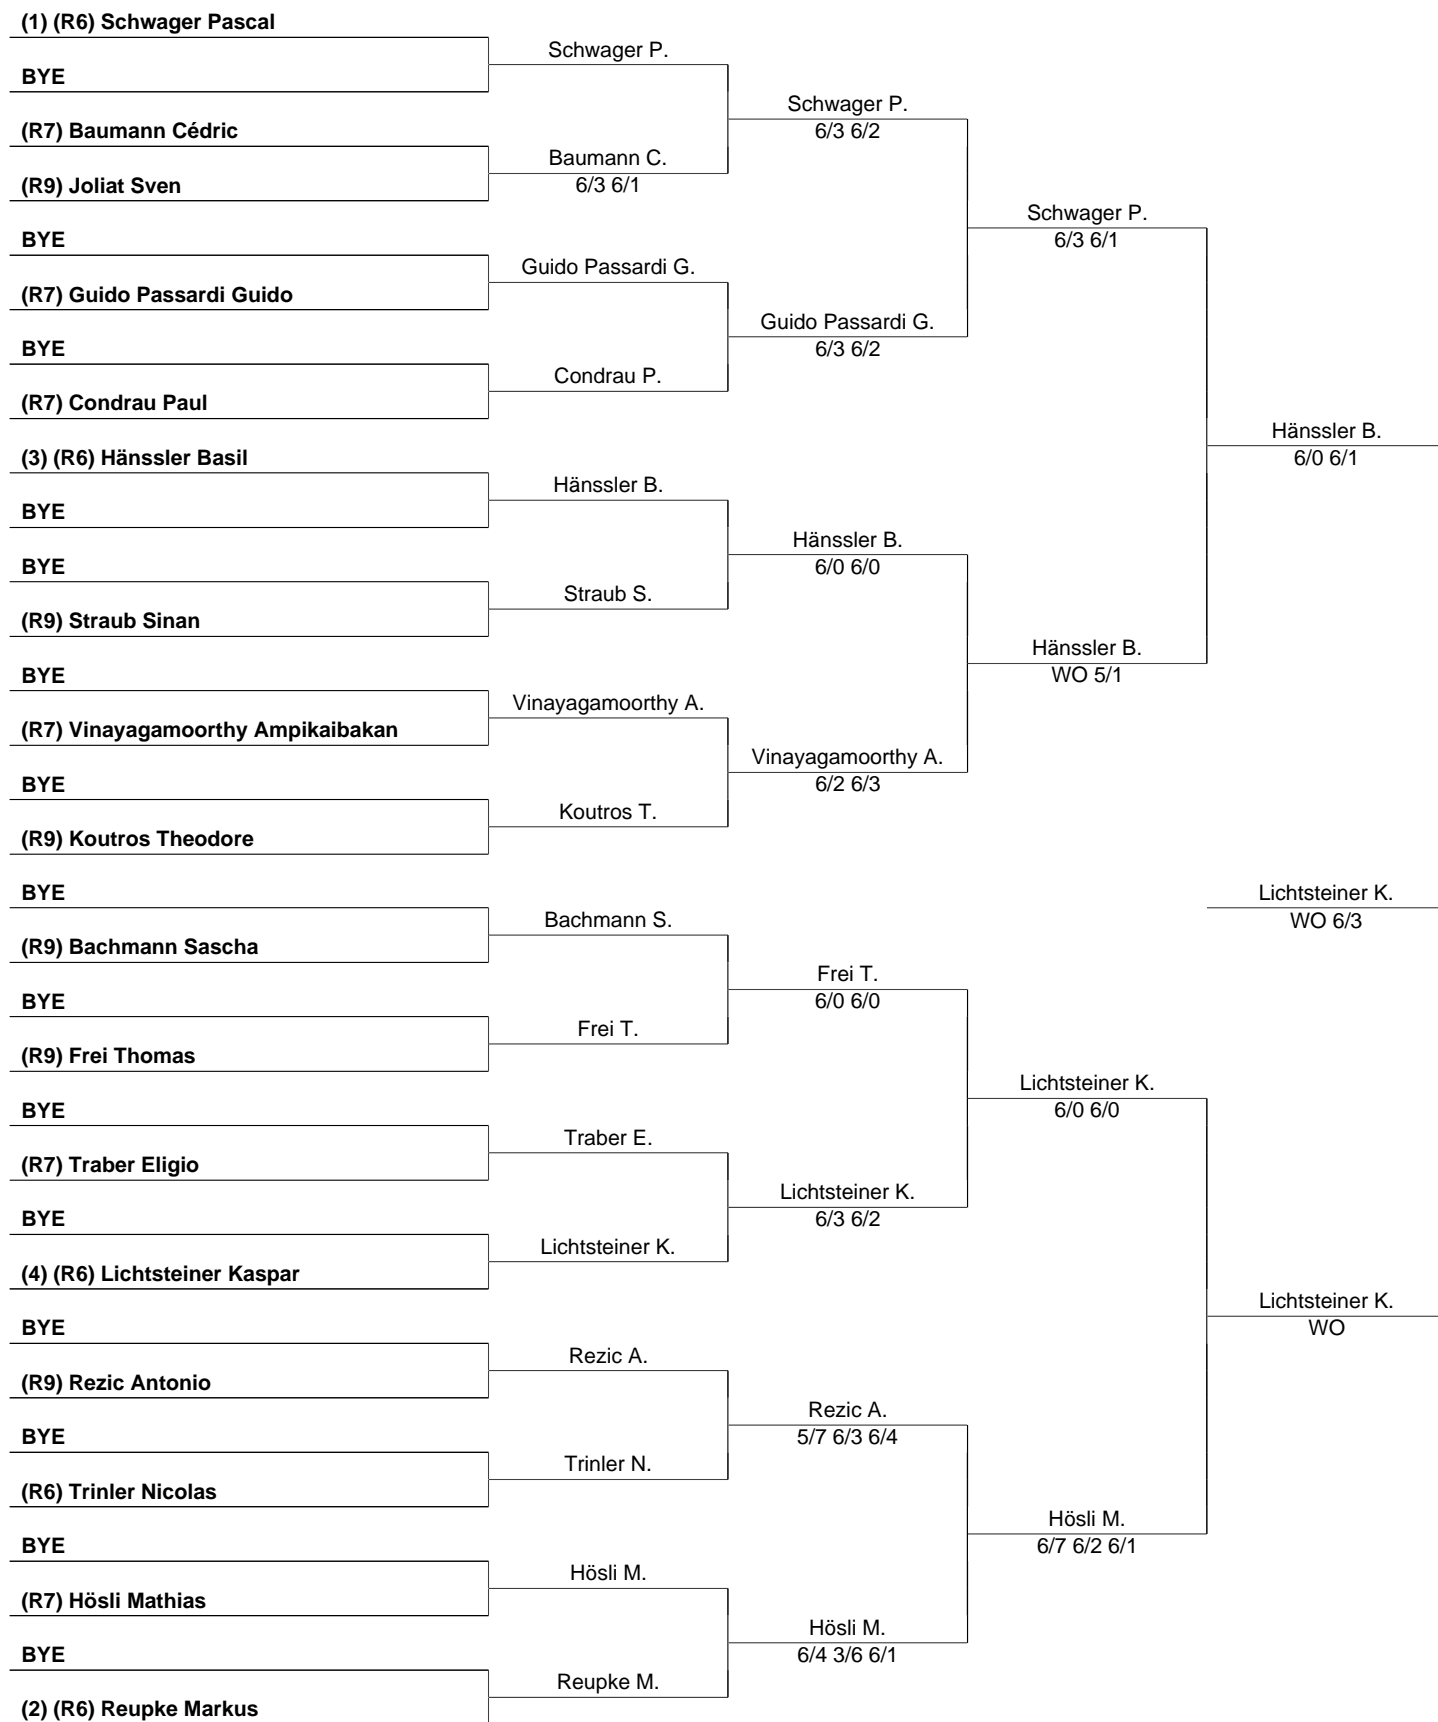 (1) (R6) Schwager Pascal
Schwager P.
BYE
Schwager P.
6/3 6/2
(R7) Baumann Cédric
Baumann C.
6/3 6/1
(R9) Joliat Sven
Schwager P.
6/3 6/1
BYE
Guido Passardi G.
(R7) Guido Passardi Guido
Guido Passardi G.
6/3 6/2
BYE
Condrau P.
(R7) Condrau Paul
Hänssler B.
6/0 6/1
(3) (R6) Hänssler Basil
Hänssler B.
BYE
Hänssler B.
6/0 6/0
BYE
Straub S.
(R9) Straub Sinan
Hänssler B.
WO 5/1
BYE
Vinayagamoorthy A.
(R7) Vinayagamoorthy Ampikaibakan
Vinayagamoorthy A.
6/2 6/3
BYE
Koutros T.
(R9) Koutros Theodore
BYE
Lichtsteiner K.
WO 6/3
Bachmann S.
(R9) Bachmann Sascha
Frei T.
6/0 6/0
BYE
Frei T.
(R9) Frei Thomas
Lichtsteiner K.
6/0 6/0
BYE
Traber E.
(R7) Traber Eligio
Lichtsteiner K.
6/3 6/2
BYE
Lichtsteiner K.
(4) (R6) Lichtsteiner Kaspar
Lichtsteiner K.
WO
BYE
Rezic A.
(R9) Rezic Antonio
Rezic A.
5/7 6/3 6/4
BYE
Trinler N.
(R6) Trinler Nicolas
Hösli M.
6/7 6/2 6/1
BYE
Hösli M.
(R7) Hösli Mathias
Hösli M.
6/4 3/6 6/1
BYE
Reupke M.
(2) (R6) Reupke Markus